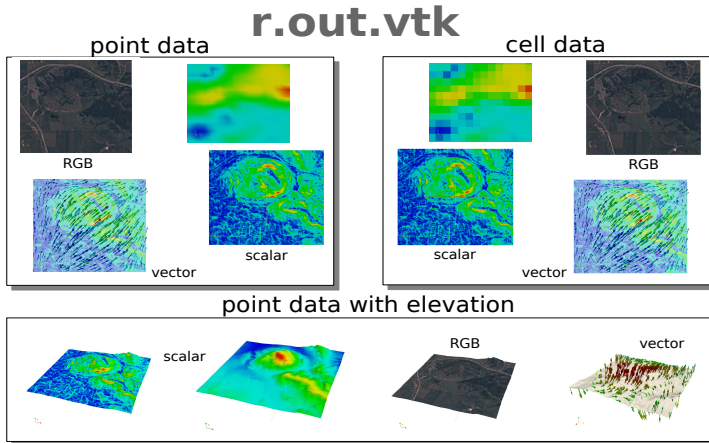 r.out.vtk
point data
RGB
scalar
vector
cell data
RGB
scalar
vector
point data with elevation
scalar
RGB
vector